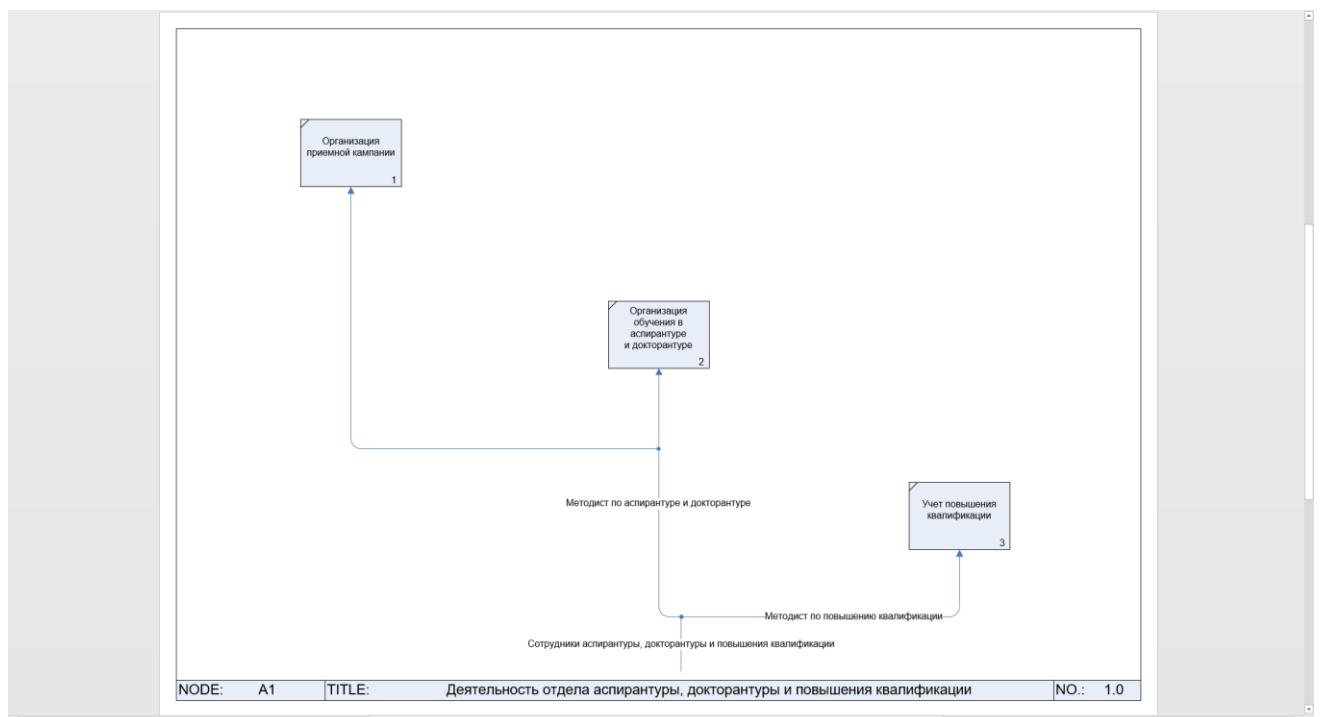 Организация
приемной кампании
1
Организация
обучения в
аспирантуре
и докторантуре
2
Методист по аспирантуре и докторантуре
Учет повышения
квалификации
3
Методист по повышению квалификации
Сотрудники аспирантуры, докторантуры и повышения квалификации
NODE: A1 TITLE: Деятельность отдела аспирантуры, докторантуры и повышения квалификации NO.: 1.0